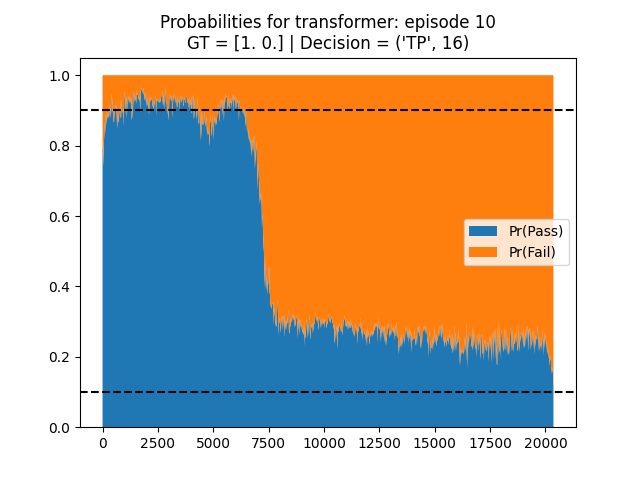 Probabilities for transformer: episode 10
GT = [1. 0.] | Decision = ('TP', 16)
1.0
0.8
0.6
0.4
0.2
0.0
Pr(Pass)
Pr(Fail)
0 2500 5000 7500 10000 12500 15000 17500 20000